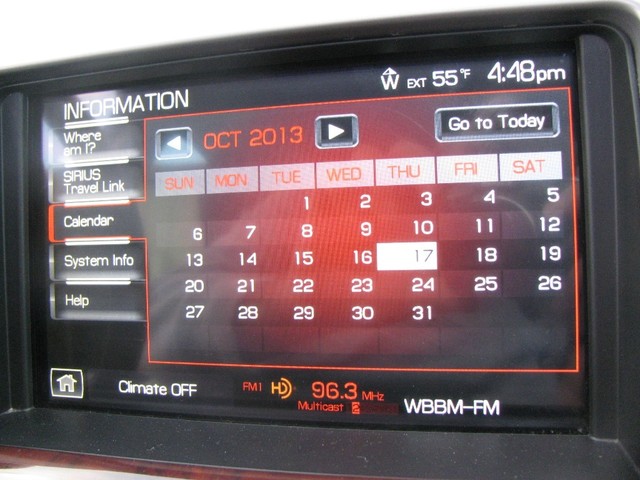 W EXT 55 °F 4:48pm
INFORMATION
Where am I?
SIRIUS Travel Link
Calendar
System Info
Help
OCT 2013
Go to Today
SUN MON TUE WED THU FRI SAT
1 2 3 4 5
6 7 8 9 10 11 12
13 14 15 16 17 18 19
20 21 22 23 24 25 26
27 28 29 30 31
Climate OFF
FM1 HD 96.3 MHz
Multicast
WBBM-FM